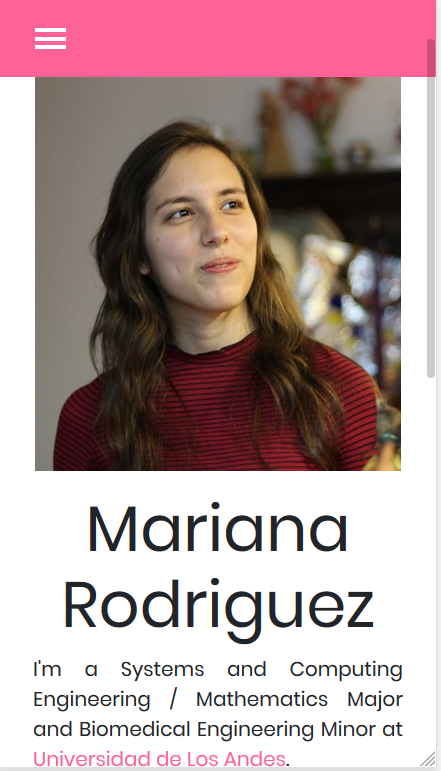 Mariana
Rodriguez
I'm a Systems and Computing
Engineering / Mathematics Major
and Biomedical Engineering Minor at
Universidad de Los Andes.